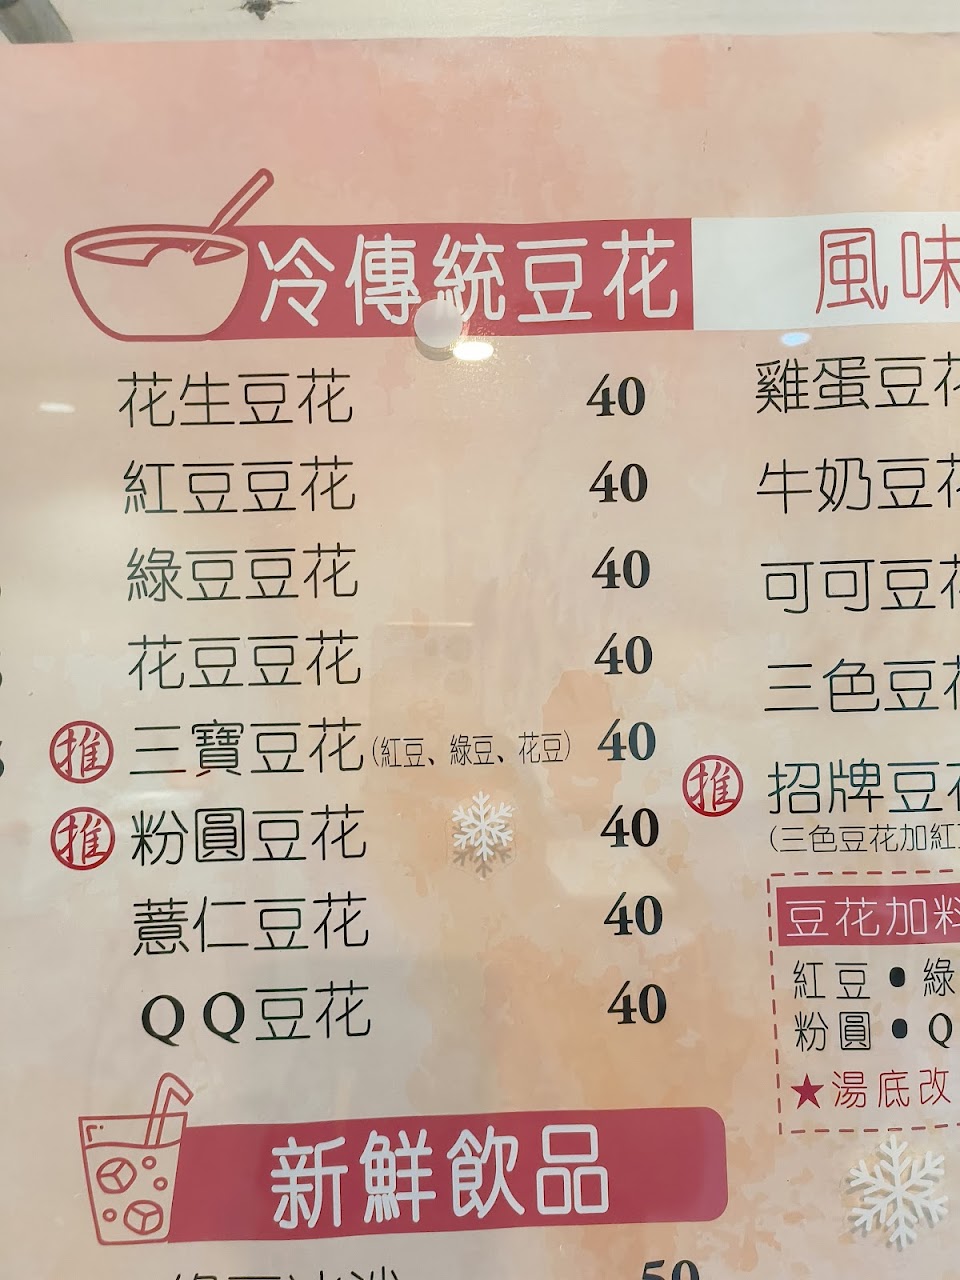 冷傳統豆花
花生豆花 40
紅豆豆花 40
綠豆豆花 40
花豆豆花 40
推 三寶豆花(紅豆、綠豆、花豆) 40
推 粉圓豆花 40
薏仁豆花 40
QQ豆花 40
新鮮飲品
50
風味
雞蛋豆花
牛奶豆花
可可豆花
三色豆花
推 招牌豆花
(三色豆花加紅
豆花加料
紅豆•綠
粉圓•Q
★湯底改